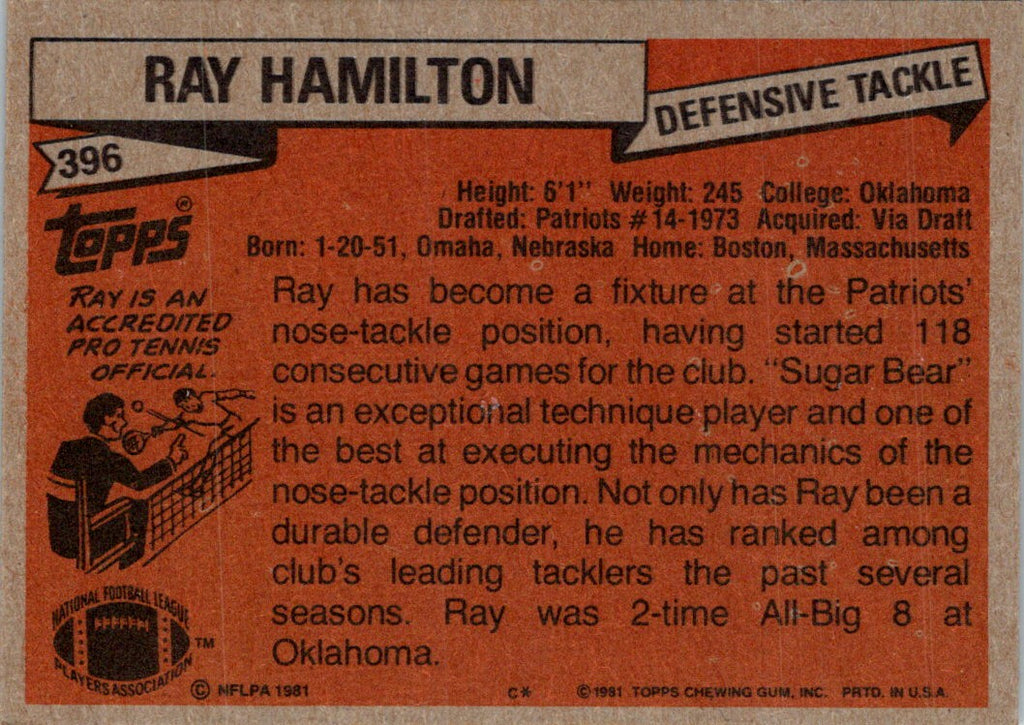 RAY HAMILTON
DEFENSIVE TACKLE
396
TOPPS®
Height: 6'1" Weight: 245 College: Oklahoma
Drafted: Patriots #14-1973 Acquired: Via Draft
Born: 1-20-51, Omaha, Nebraska Home: Boston, Massachusetts
RAY IS AN
ACCREDITED
PRO TENNIS
OFFICIAL.
Ray has become a fixture at the Patriots'
nose-tackle position, having started 118
consecutive games for the club. "Sugar Bear"
is an exceptional technique player and one of
the best at executing the mechanics of the
nose-tackle position. Not only has Ray been a
durable defender, he has ranked among
club's leading tacklers the past several
seasons. Ray was 2-time All-Big 8 at
Oklahoma.
NATIONAL FOOTBALL LEAGUE
PLAYERS ASSOCIATION
TM
© NFLPA 1981
C*
© 1981 TOPPS CHEWING GUM, INC. PRTD. IN U.S.A.